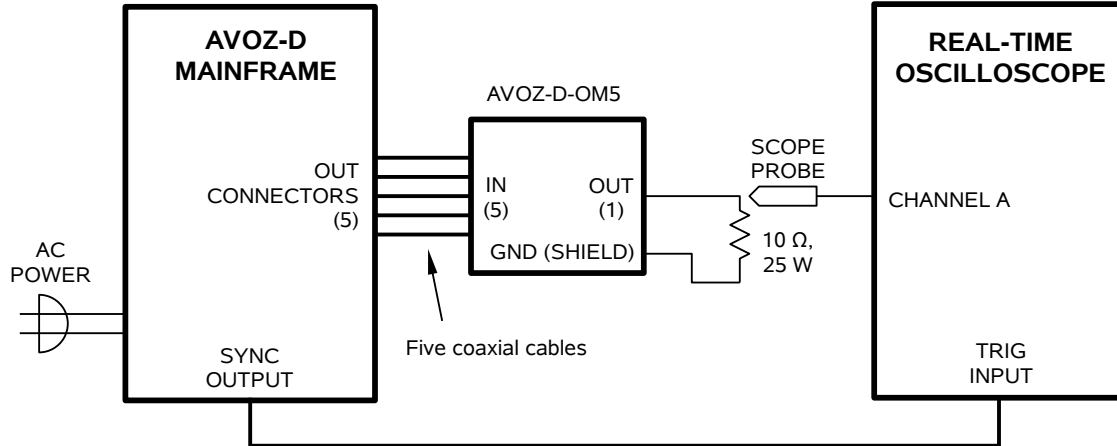 AVOZ-D
MAINFRAME
REAL-TIME
OSCILLOSCOPE
AVOZ-D-OM5
SCOPE
PROBE
OUT
CONNECTORS
(5)
IN
(5)
OUT
(1)
CHANNEL A
GND (SHIELD)
10 Ω,
25 W
AC
POWER
Five coaxial cables
SYNC
OUTPUT
TRIG
INPUT